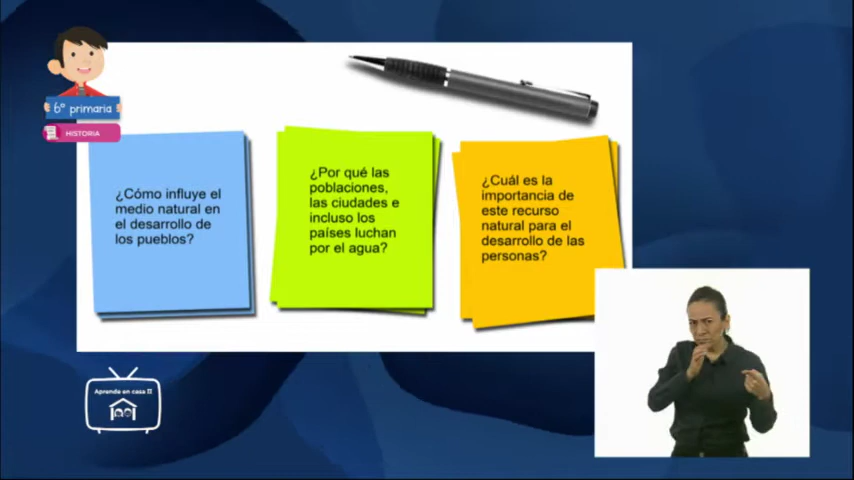 6º primaria
HISTORIA
¿Cómo influye el
medio natural en
el desarrollo de
los pueblos?
¿Por qué las
poblaciones,
las ciudades e
incluso los
países luchan
por el agua?
¿Cuál es la
importancia de
este recurso
natural para el
desarrollo de las
personas?
Aprende en casa II